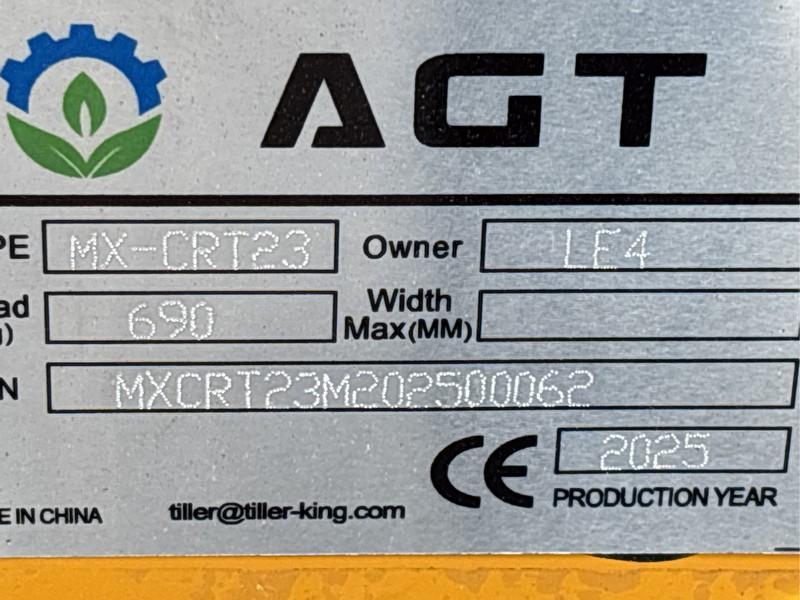 AGT
PE MX-CRT23 Owner LE4
ad 690 Width
) Max(MM)
N MXCRT23M202500062
CE 2025
PRODUCTION YEAR
E IN CHINA tiller@tiller-king.com